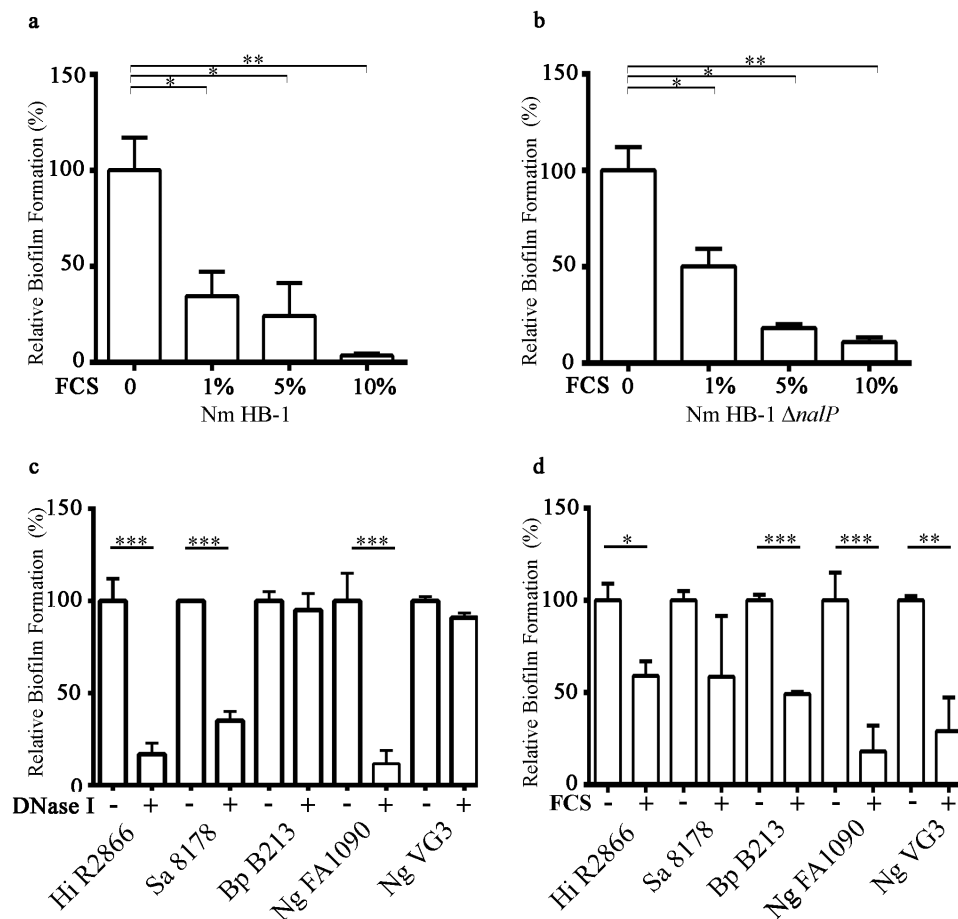 a
**
*
*
150
100
50
0
Relative Biofilm Formation (%)
FCS 0 1% 5% 10%
Nm HB-1
b
**
*
*
150
100
50
0
Relative Biofilm Formation (%)
FCS 0 1% 5% 10%
Nm HB-1 ΔnalP
c
150
100
50
0
Relative Biofilm Formation (%)
*** *** ***
DNase I - + - + - + - + - +
Hi R2866
Sa 8178
Bp B213
Ng FA1090
Ng VG3
d
150
100
50
0
Relative Biofilm Formation (%)
* *** *** **
FCS - + - + - + - + - +
Hi R2866
Sa 8178
Bp B213
Ng FA1090
Ng VG3